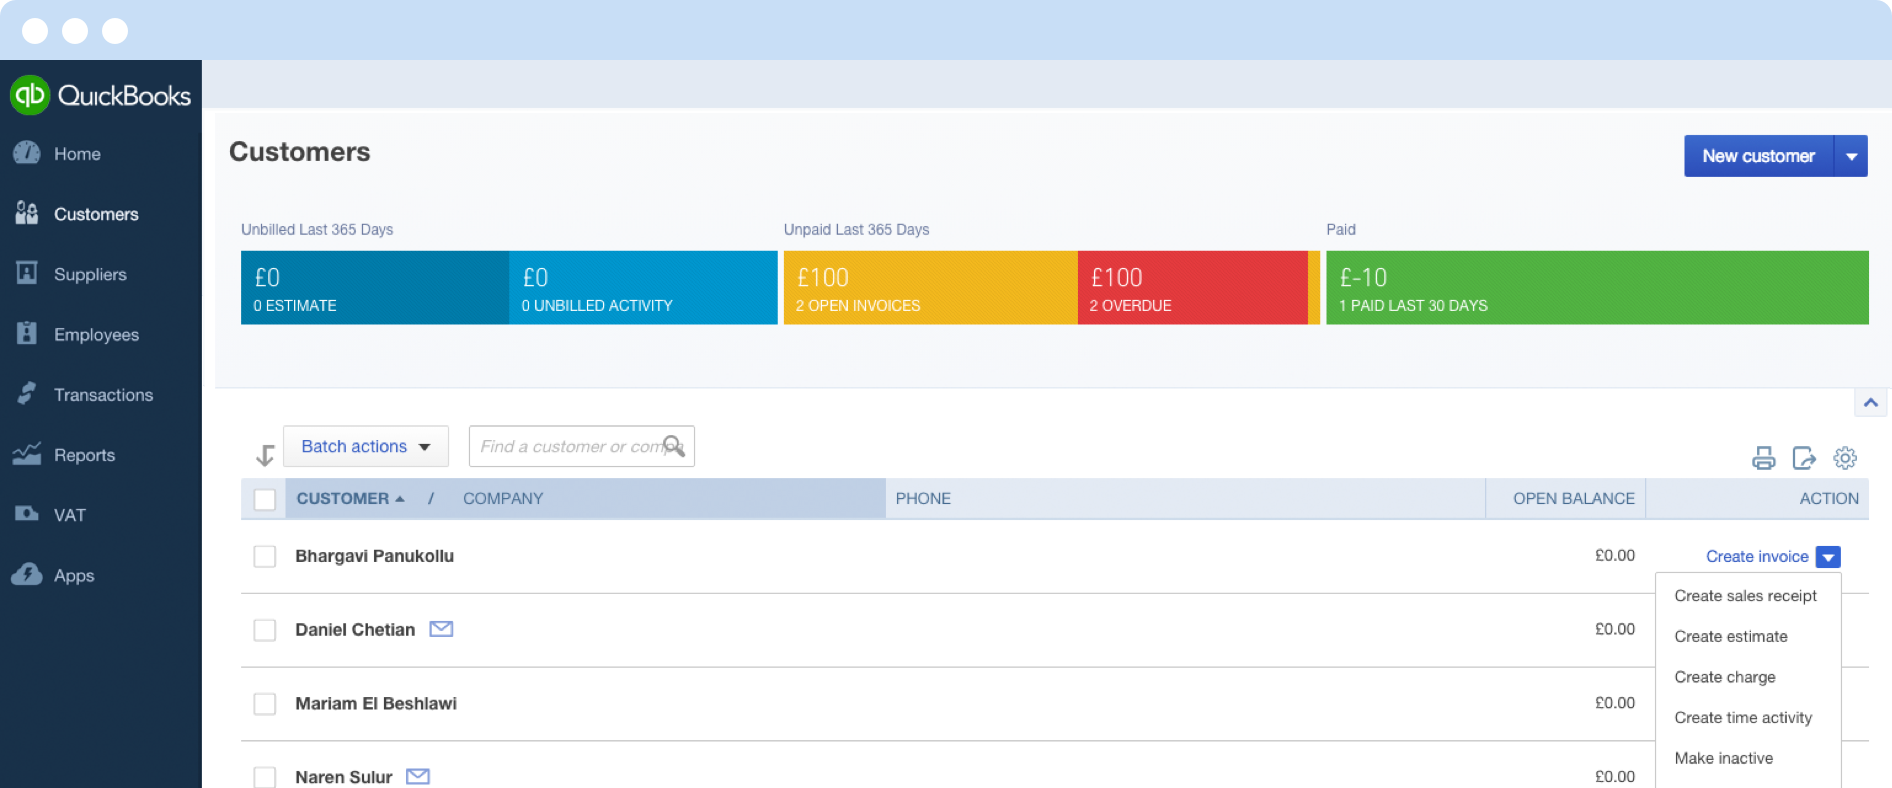 qb QuickBooks
Home
Customers
Suppliers
Employees
Transactions
Reports
VAT
Apps
Customers
New customer
Unbilled Last 365 Days
Unpaid Last 365 Days
Paid
£0
0 ESTIMATE
£0
0 UNBILLED ACTIVITY
£100
2 OPEN INVOICES
£100
2 OVERDUE
£-10
1 PAID LAST 30 DAYS
Batch actions
Find a customer or comp
CUSTOMER / COMPANY PHONE OPEN BALANCE ACTION
Bhargavi Panukollu £0.00 Create invoice
Create sales receipt
Daniel Chetian £0.00
Create estimate
Create charge
Mariam El Beshlawi £0.00
Create time activity
Make inactive
Naren Sulur £0.00